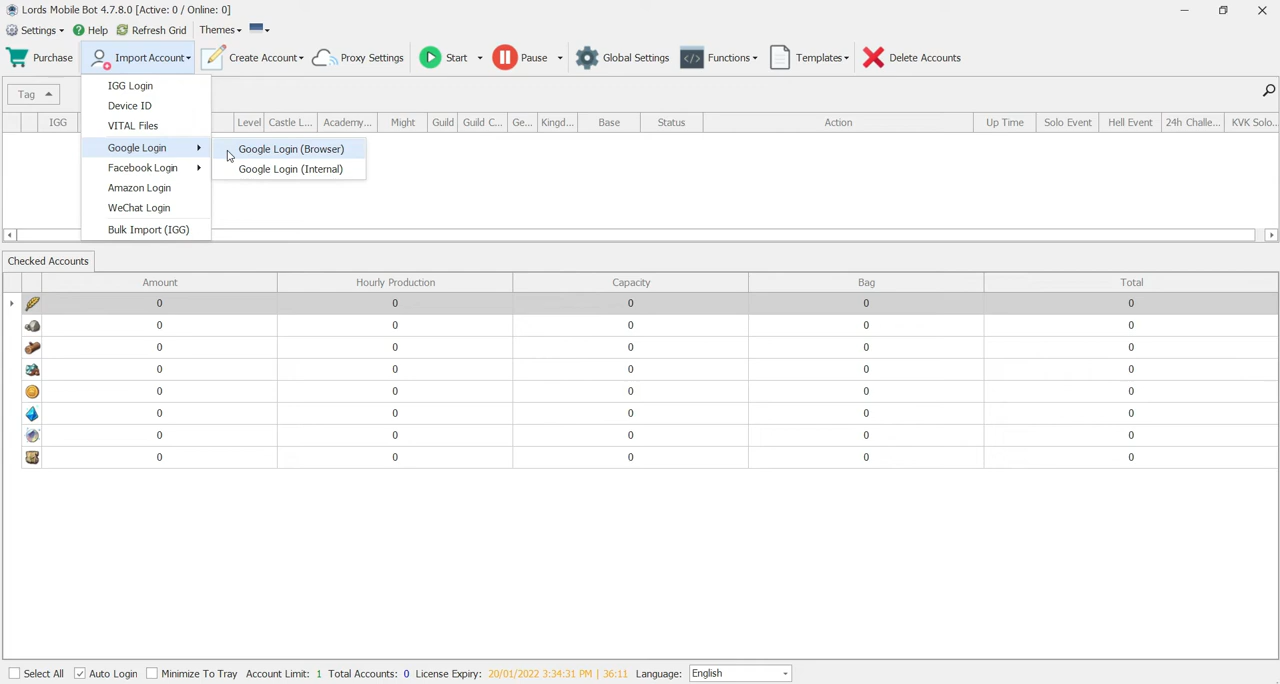 Lords Mobile Bot 4.7.8.0 [Active: 0 / Online: 0]
Settings Help Refresh Grid Themes
Purchase Import Account Create Account Proxy Settings Start Pause Global Settings Functions Templates Delete Accounts
Tag
IGG Login
Device ID
VITAL Files
Google Login
Facebook Login
Amazon Login
WeChat Login
Bulk Import (IGG)
Google Login (Browser)
Google Login (Internal)
IGG Level Castle L... Academy... Might Guild Guild C... Ge... Kingd... Base Status Action Up Time Solo Event Hell Event 24h Challe... KVK Solo...
Checked Accounts
Amount Hourly Production Capacity Bag Total
0 0 0 0 0
0 0 0 0 0
0 0 0 0 0
0 0 0 0 0
0 0 0 0 0
0 0 0 0 0
0 0 0 0 0
0 0 0 0 0
Select All Auto Login Minimize To Tray Account Limit: 1 Total Accounts: 0 License Expiry: 20/01/2022 3:34:31 PM | 36:11 Language: English